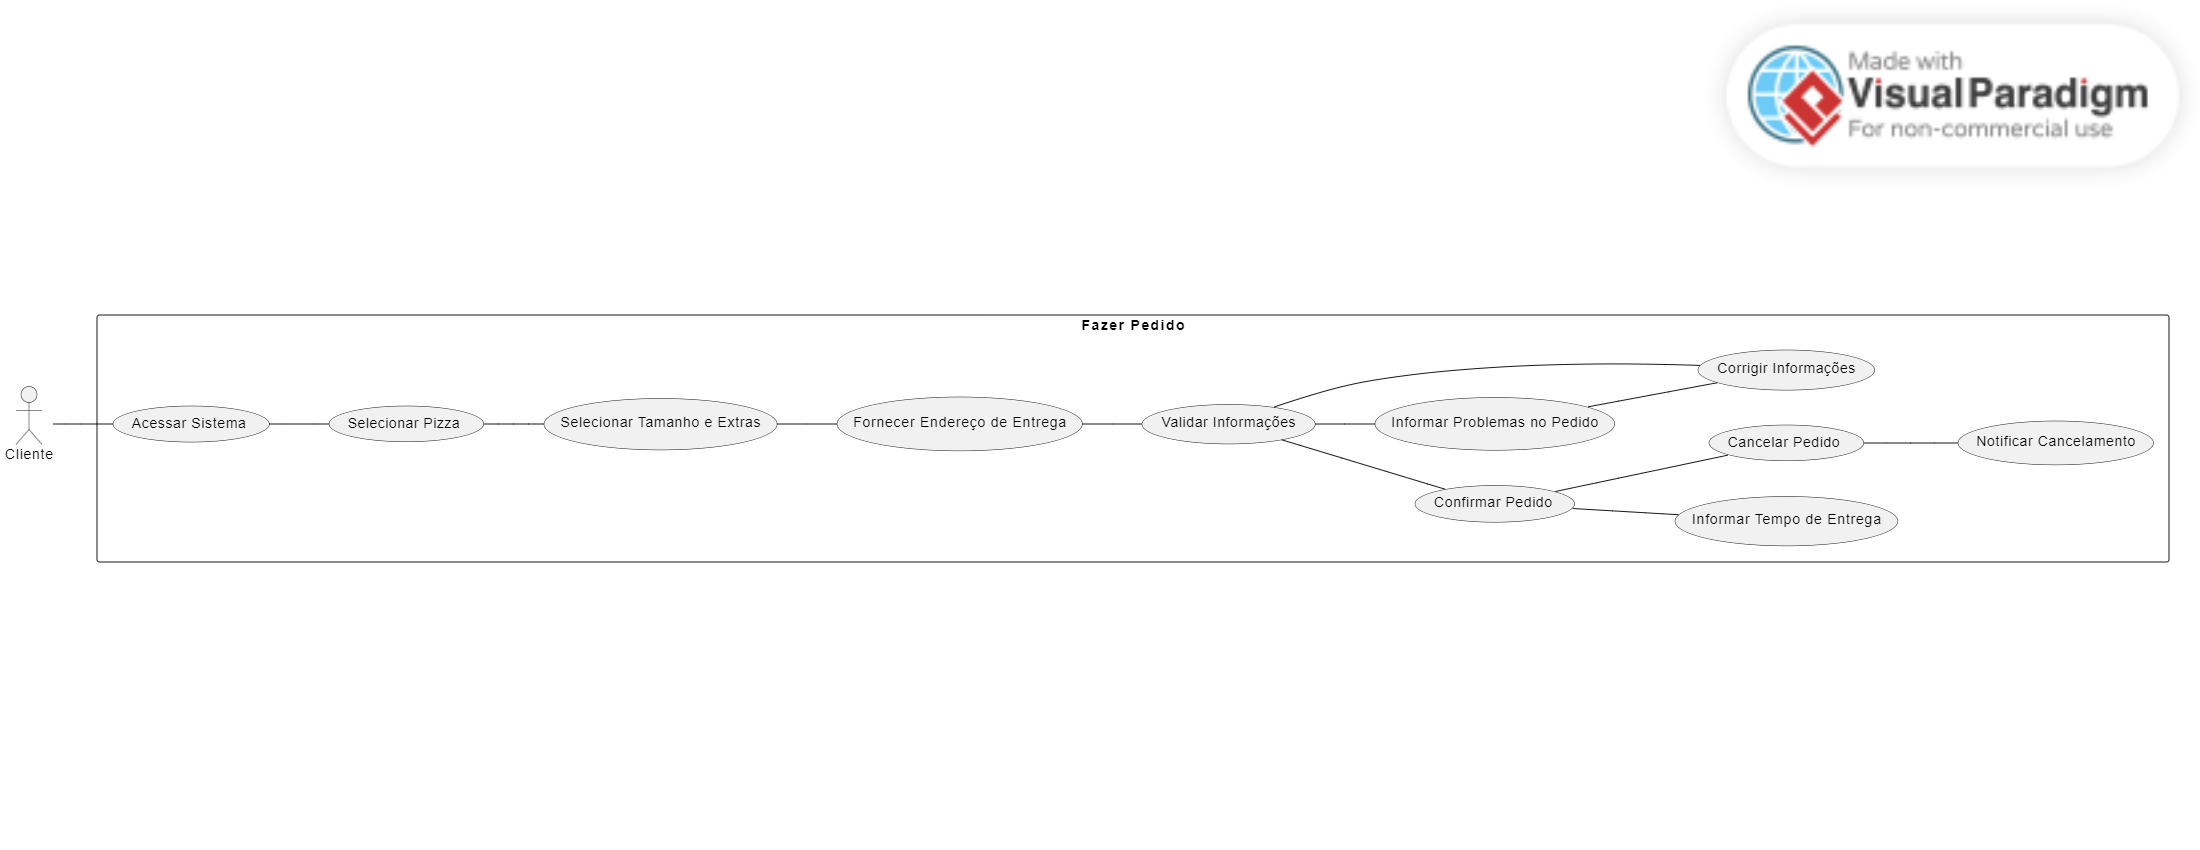 Made with
Visual Paradigm
For non-commercial use
Fazer Pedido
Cliente
Acessar Sistema
Selecionar Pizza
Selecionar Tamanho e Extras
Fornecer Endereço de Entrega
Validar Informações
Corrigir Informações
Informar Problemas no Pedido
Cancelar Pedido
Notificar Cancelamento
Confirmar Pedido
Informar Tempo de Entrega